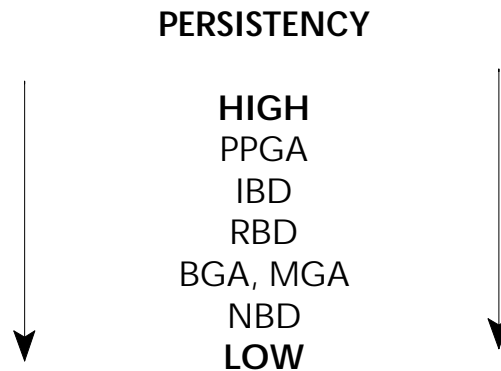 PERSISTENCY
HIGH
PPGA
IBD
RBD
BGA, MGA
NBD
LOW